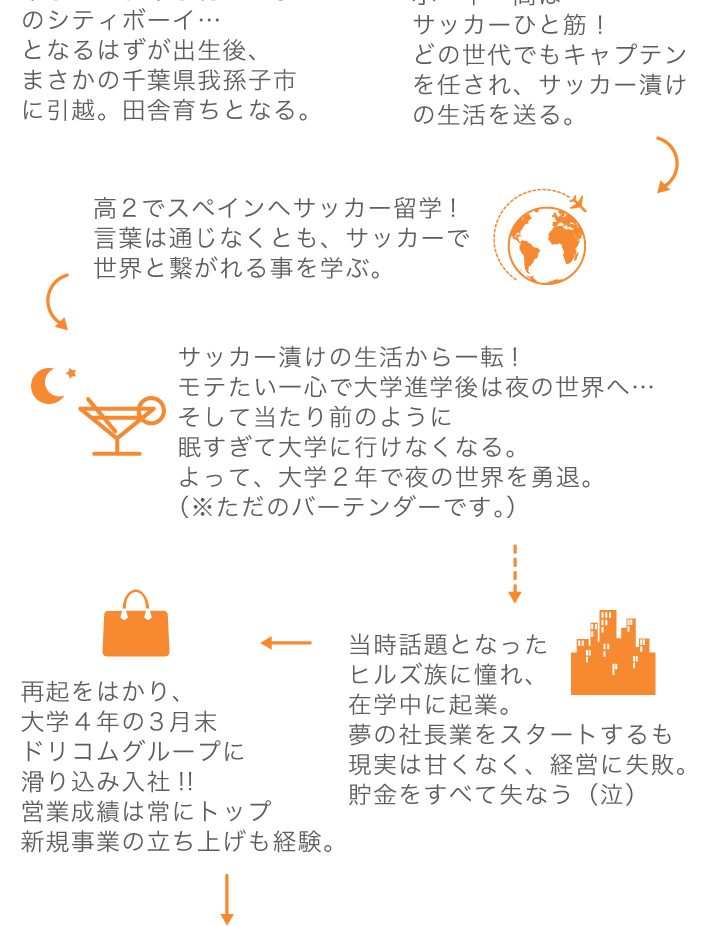 のシティボーイ…
となるはずが出生後、
まさかの千葉県我孫子市
に引越。田舎育ちとなる。
サッカーひと筋！
どの世代でもキャプテン
を任され、サッカー漬け
の生活を送る。
高２でスペインへサッカー留学！
言葉は通じなくとも、サッカーで
世界と繋がれる事を学ぶ。
サッカー漬けの生活から一転！
モテたい一心で大学進学後は夜の世界へ…
そして当たり前のように
眠すぎて大学に行けなくなる。
よって、大学２年で夜の世界を勇退。
（※ただのバーテンダーです。）
当時話題となった
ヒルズ族に憧れ、
在学中に起業。
夢の社長業をスタートするも
現実は甘くなく、経営に失敗。
貯金をすべて失なう（泣）
再起をはかり、
大学４年の３月末
ドリコムグループに
滑り込み入社!!
営業成績は常にトップ
新規事業の立ち上げも経験。